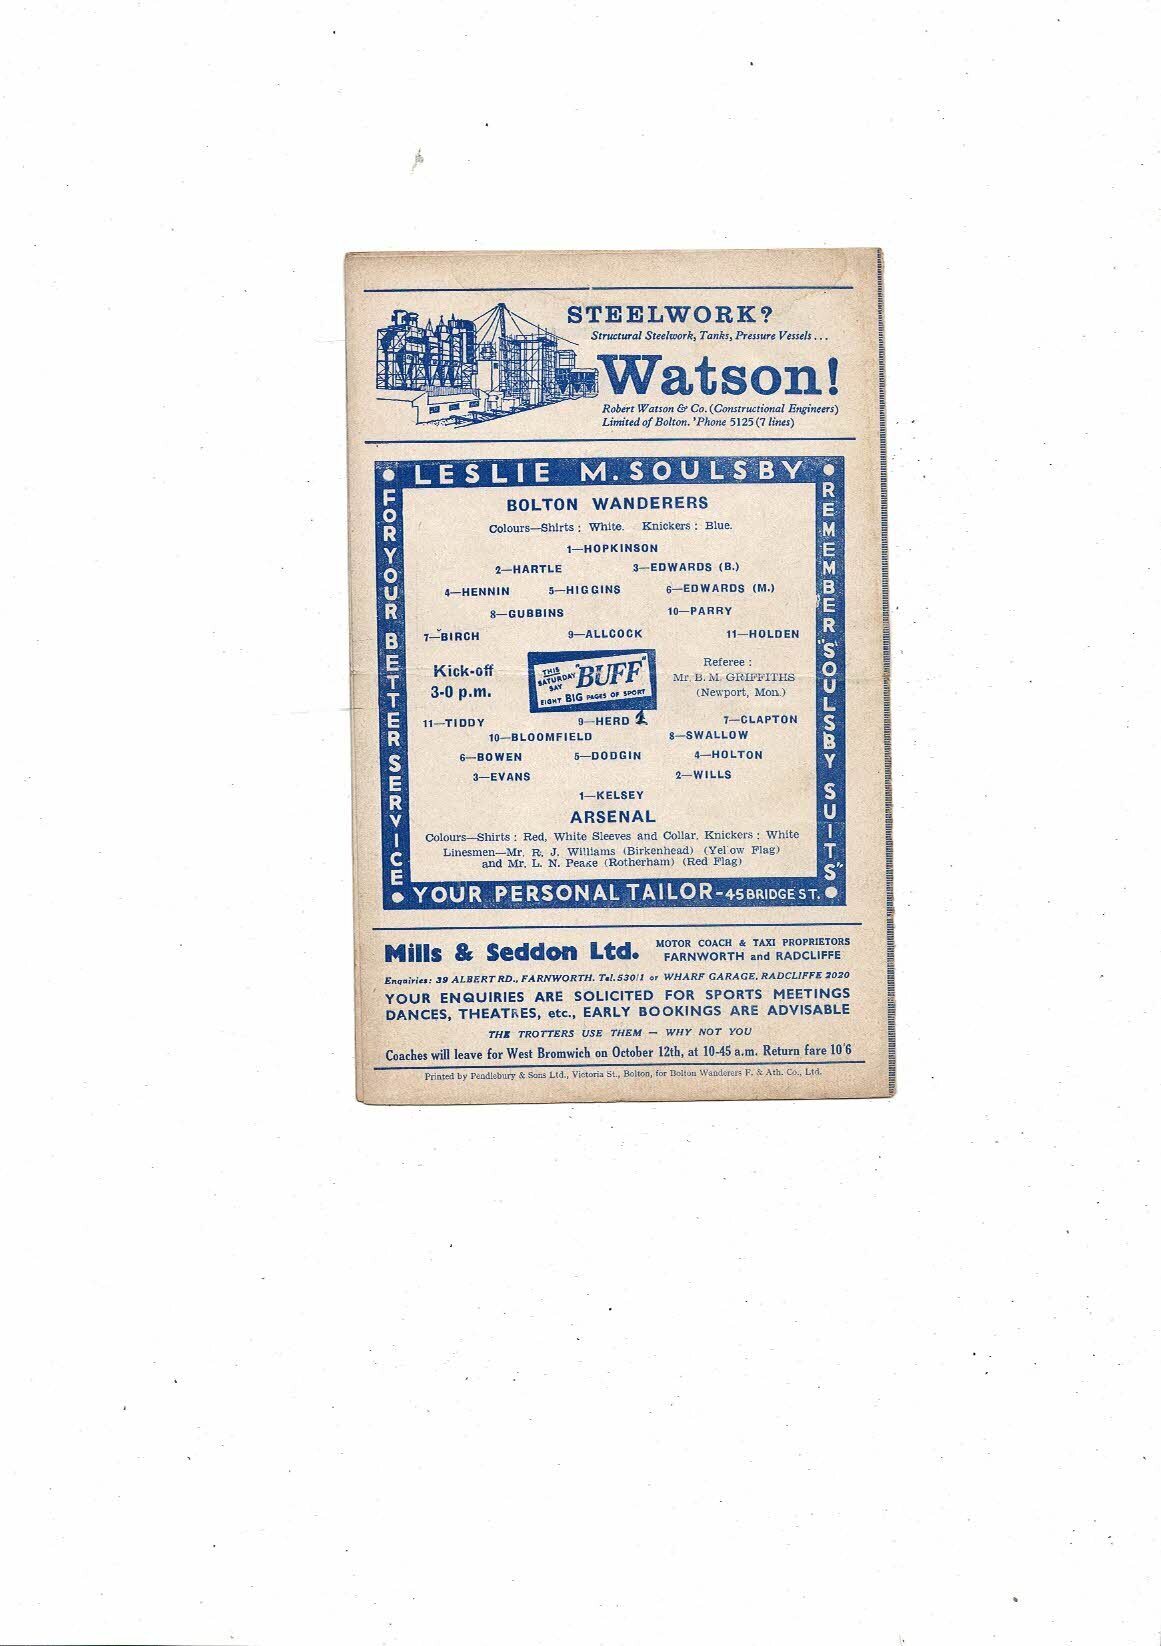 STEELWORK?
Structural Steelwork, Tanks, Pressure Vessels...
Watson!
Robert Watson & Co. (Constructional Engineers)
Limited of Bolton. 'Phone 5125 (7 lines)
LESLIE M. SOULSBY
FOR YOUR BETTER SERVICE
REMEMBER "SOULSBY SUITS"
BOLTON WANDERERS
Colours—Shirts : White. Knickers : Blue.
1—HOPKINSON
2—HARTLE 3—EDWARDS (B.)
4—HENNIN 5—HIGGINS 6—EDWARDS (M.)
8—GUBBINS 10—PARRY
7—BIRCH 9—ALLCOCK 11—HOLDEN
Kick-off
3-0 p.m.
THIS
SATURDAY
SAY
"BUFF"
EIGHT BIG PAGES OF SPORT
Referee :
Mr. B. M. GRIFFITHS
(Newport, Mon.)
11—TIDDY 9—HERD 1 7—CLAPTON
10—BLOOMFIELD 8—SWALLOW
6—BOWEN 5—DODGIN 4—HOLTON
3—EVANS 2—WILLS
1—KELSEY
ARSENAL
Colours—Shirts : Red, White Sleeves and Collar. Knickers : White
Linesmen—Mr. R. J. Williams (Birkenhead) (Yel ow Flag)
and Mr. L. N. Peake (Rotherham) (Red Flag)
YOUR PERSONAL TAILOR-45 BRIDGE ST.
Mills & Seddon Ltd.
MOTOR COACH & TAXI PROPRIETORS
FARNWORTH and RADCLIFFE
Enquiries: 39 ALBERT RD., FARNWORTH. Tel. 530/1 or WHARF GARAGE. RADCLIFFE 2020
YOUR ENQUIRIES ARE SOLICITED FOR SPORTS MEETINGS
DANCES, THEATRES, etc., EARLY BOOKINGS ARE ADVISABLE
THE TROTTERS USE THEM — WHY NOT YOU
Coaches will leave for West Bromwich on October 12th, at 10-45 a.m. Return fare 10'6
Printed by Pendlebury & Sons Ltd., Victoria St., Bolton, for Bolton Wanderers F. & Ath. Co., Ltd.